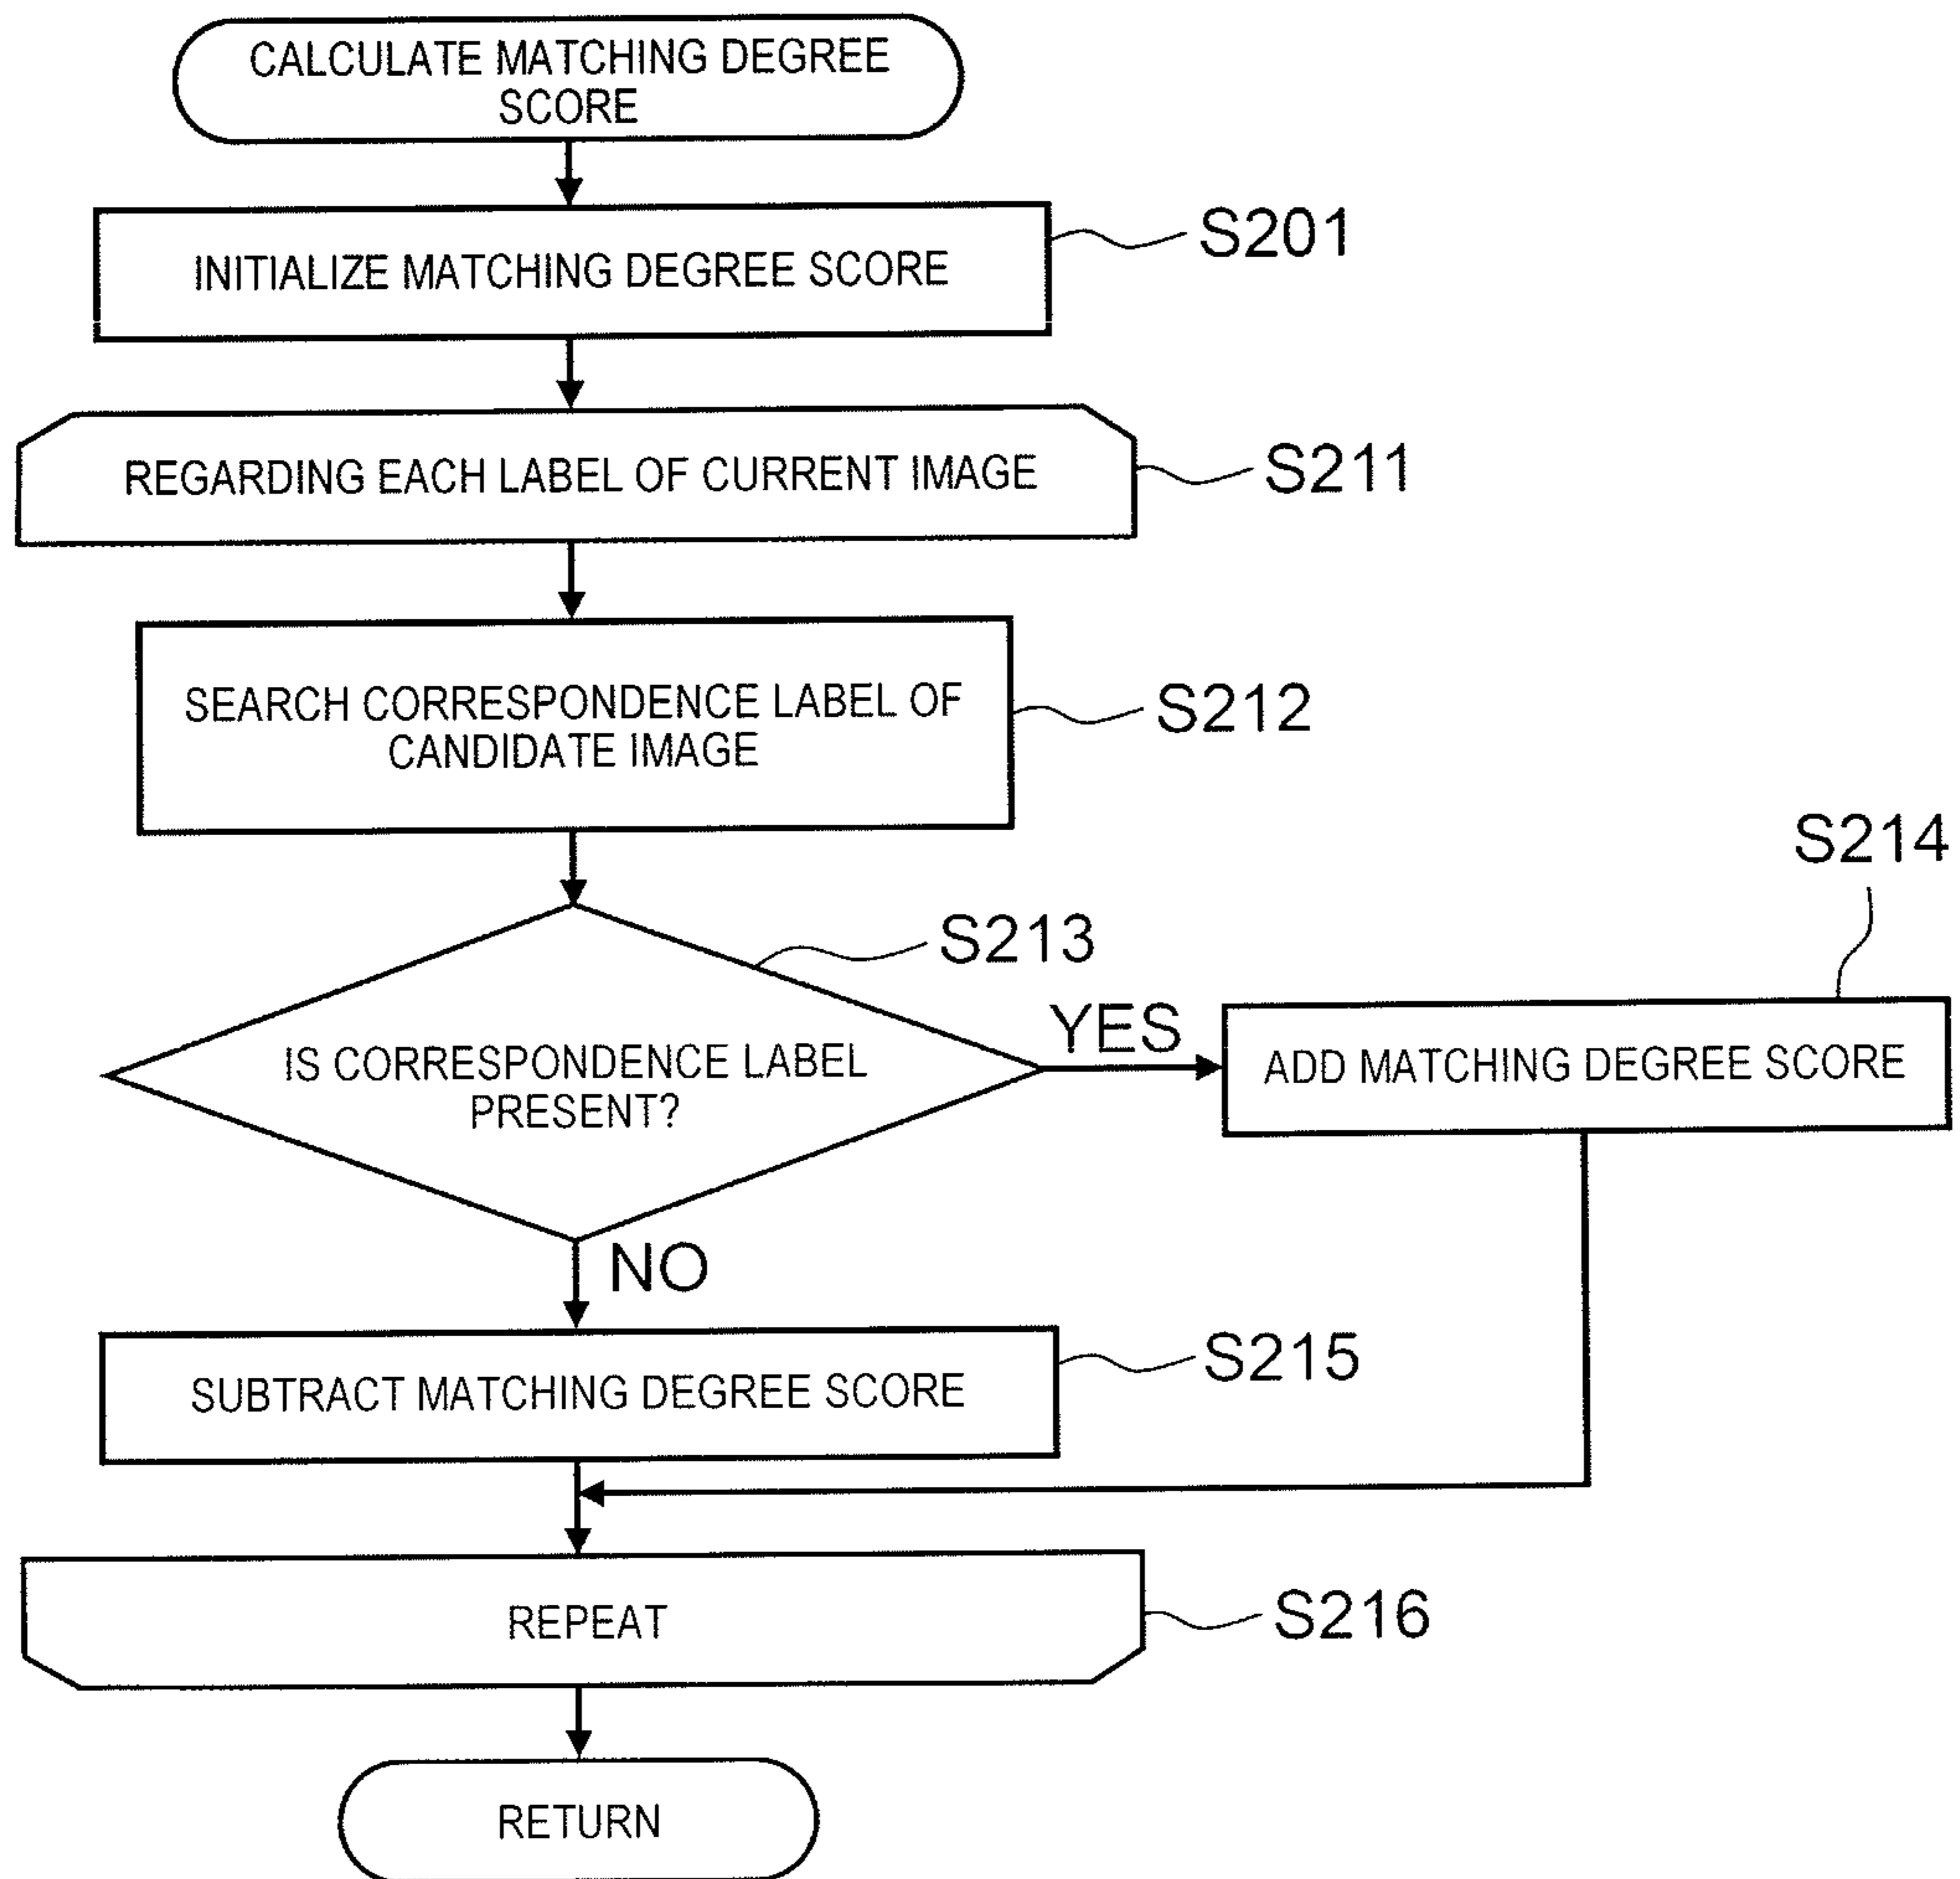 CALCULATE MATCHING DEGREE
SCORE
INITIALIZE MATCHING DEGREE SCORE
S201
REGARDING EACH LABEL OF CURRENT IMAGE
S211
SEARCH CORRESPONDENCE LABEL OF
CANDIDATE IMAGE
S212
IS CORRESPONDENCE LABEL
PRESENT?
S213
YES
S214
ADD MATCHING DEGREE SCORE
NO
SUBTRACT MATCHING DEGREE SCORE
S215
REPEAT
S216
RETURN